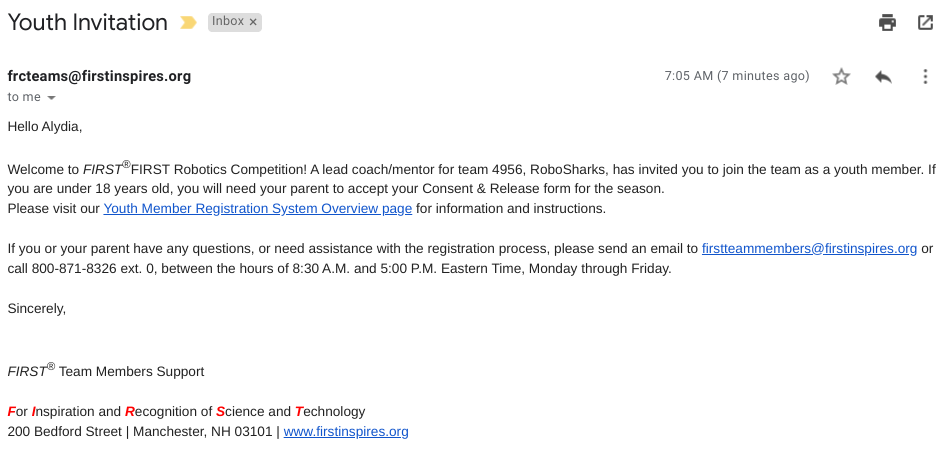 Youth Invitation Inbox ×
frcteams@firstinspires.org 7:05 AM (7 minutes ago)
to me
Hello Alydia,
Welcome to FIRST®FIRST Robotics Competition! A lead coach/mentor for team 4956, RoboSharks, has invited you to join the team as a youth member. If
you are under 18 years old, you will need your parent to accept your Consent & Release form for the season.
Please visit our Youth Member Registration System Overview page for information and instructions.
If you or your parent have any questions, or need assistance with the registration process, please send an email to firstteammembers@firstinspires.org or
call 800-871-8326 ext. 0, between the hours of 8:30 A.M. and 5:00 P.M. Eastern Time, Monday through Friday.
Sincerely,
FIRST® Team Members Support
For Inspiration and Recognition of Science and Technology
200 Bedford Street | Manchester, NH 03101 | www.firstinspires.org